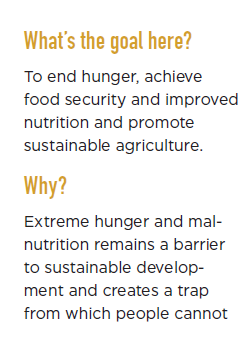 What's the goal here?
To end hunger, achieve
food security and improved
nutrition and promote
sustainable agriculture.
Why?
Extreme hunger and mal-
nutrition remains a barrier
to sustainable develop-
ment and creates a trap
from which people cannot